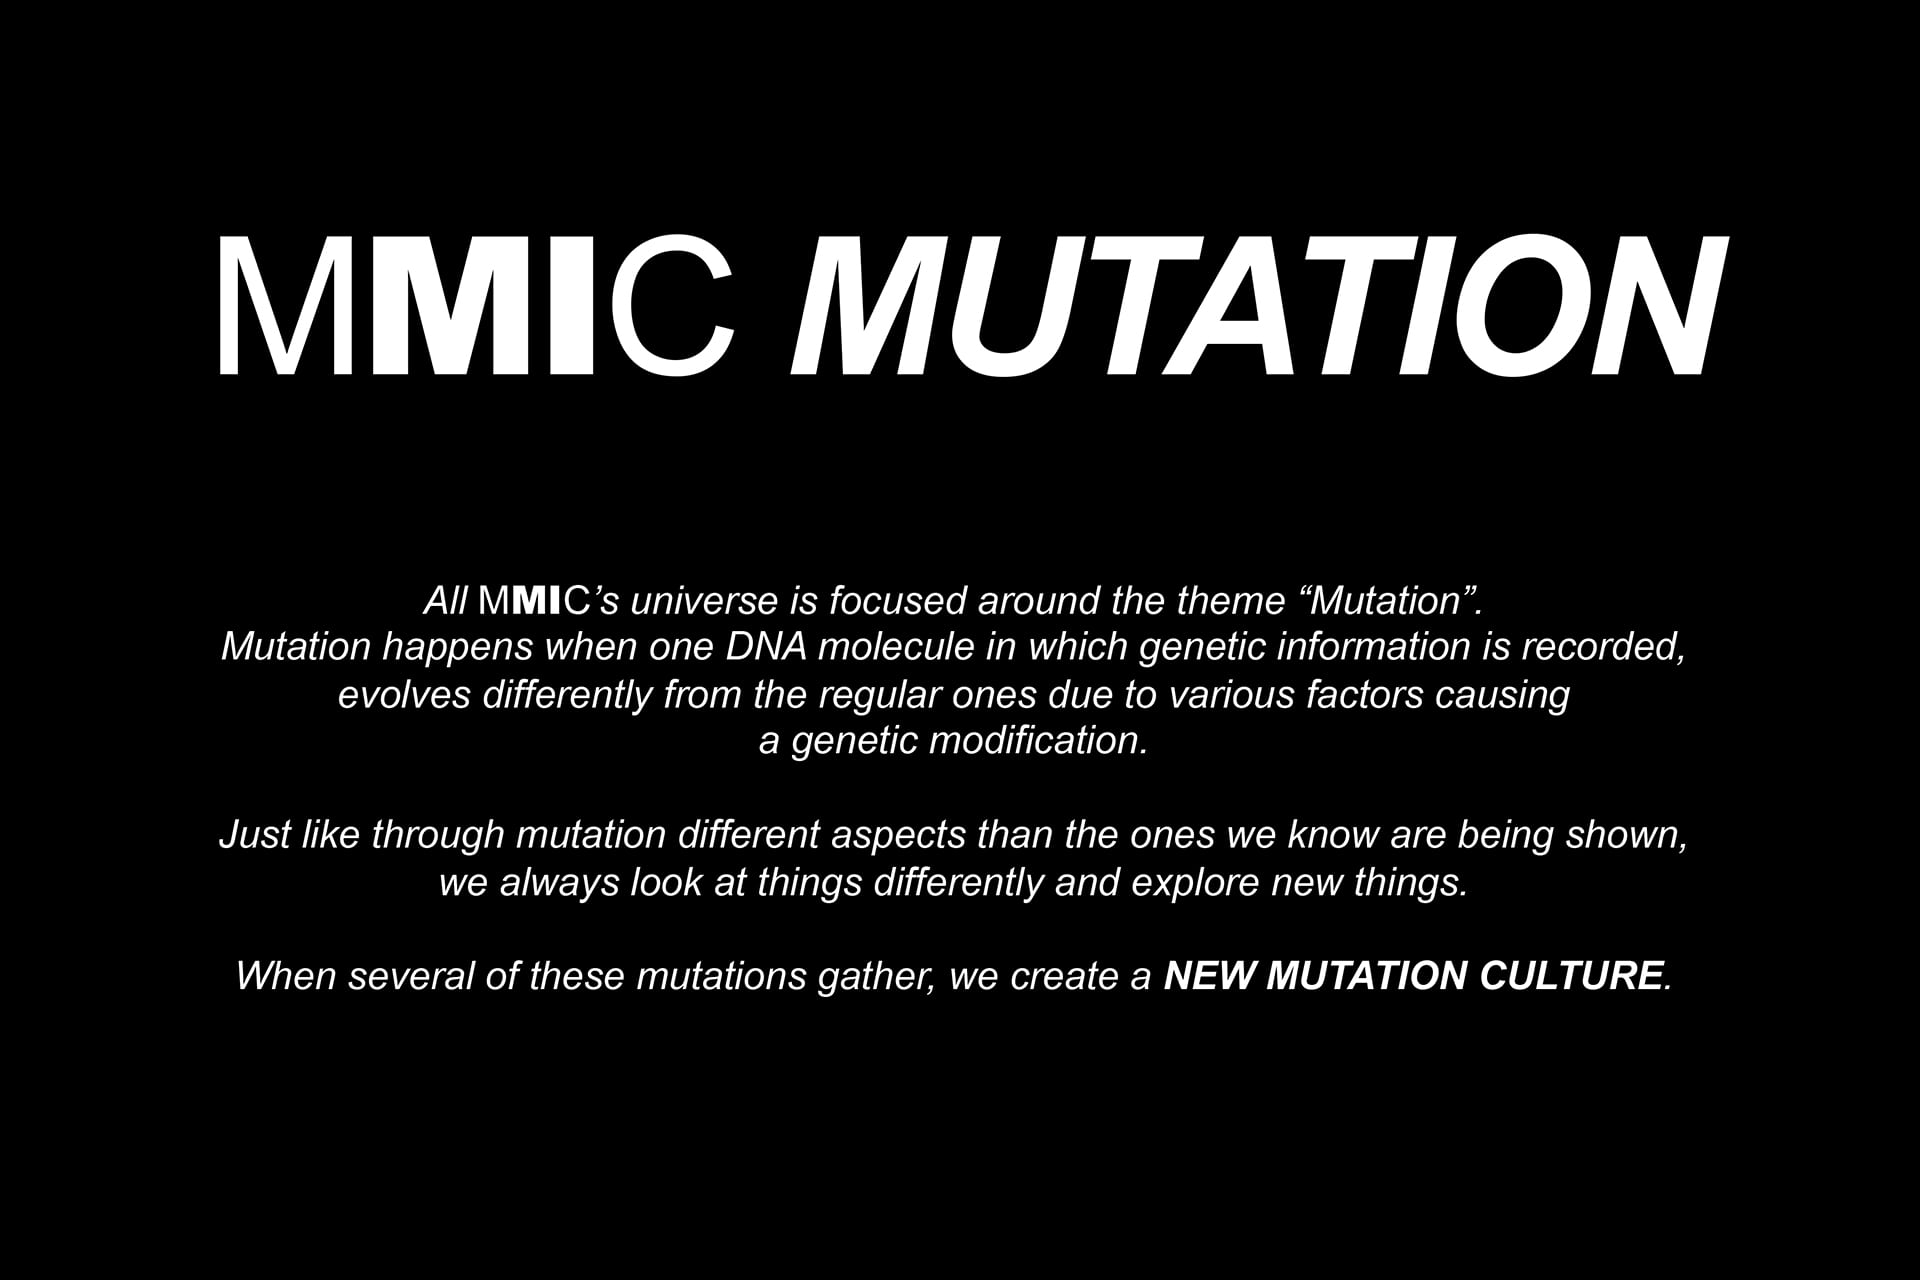 MMIC MUTATION
All MMIC’s universe is focused around the theme “Mutation”.
Mutation happens when one DNA molecule in which genetic information is recorded,
evolves differently from the regular ones due to various factors causing
a genetic modification.
Just like through mutation different aspects than the ones we know are being shown,
we always look at things differently and explore new things.
When several of these mutations gather, we create a NEW MUTATION CULTURE.